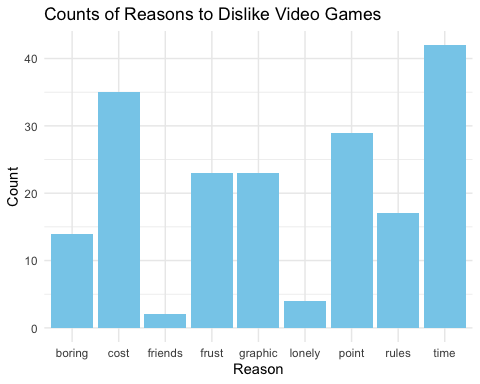 Counts of Reasons to Dislike Video Games
40
30
20
10
0
Count
boring cost friends frust graphic lonely point rules time
Reason